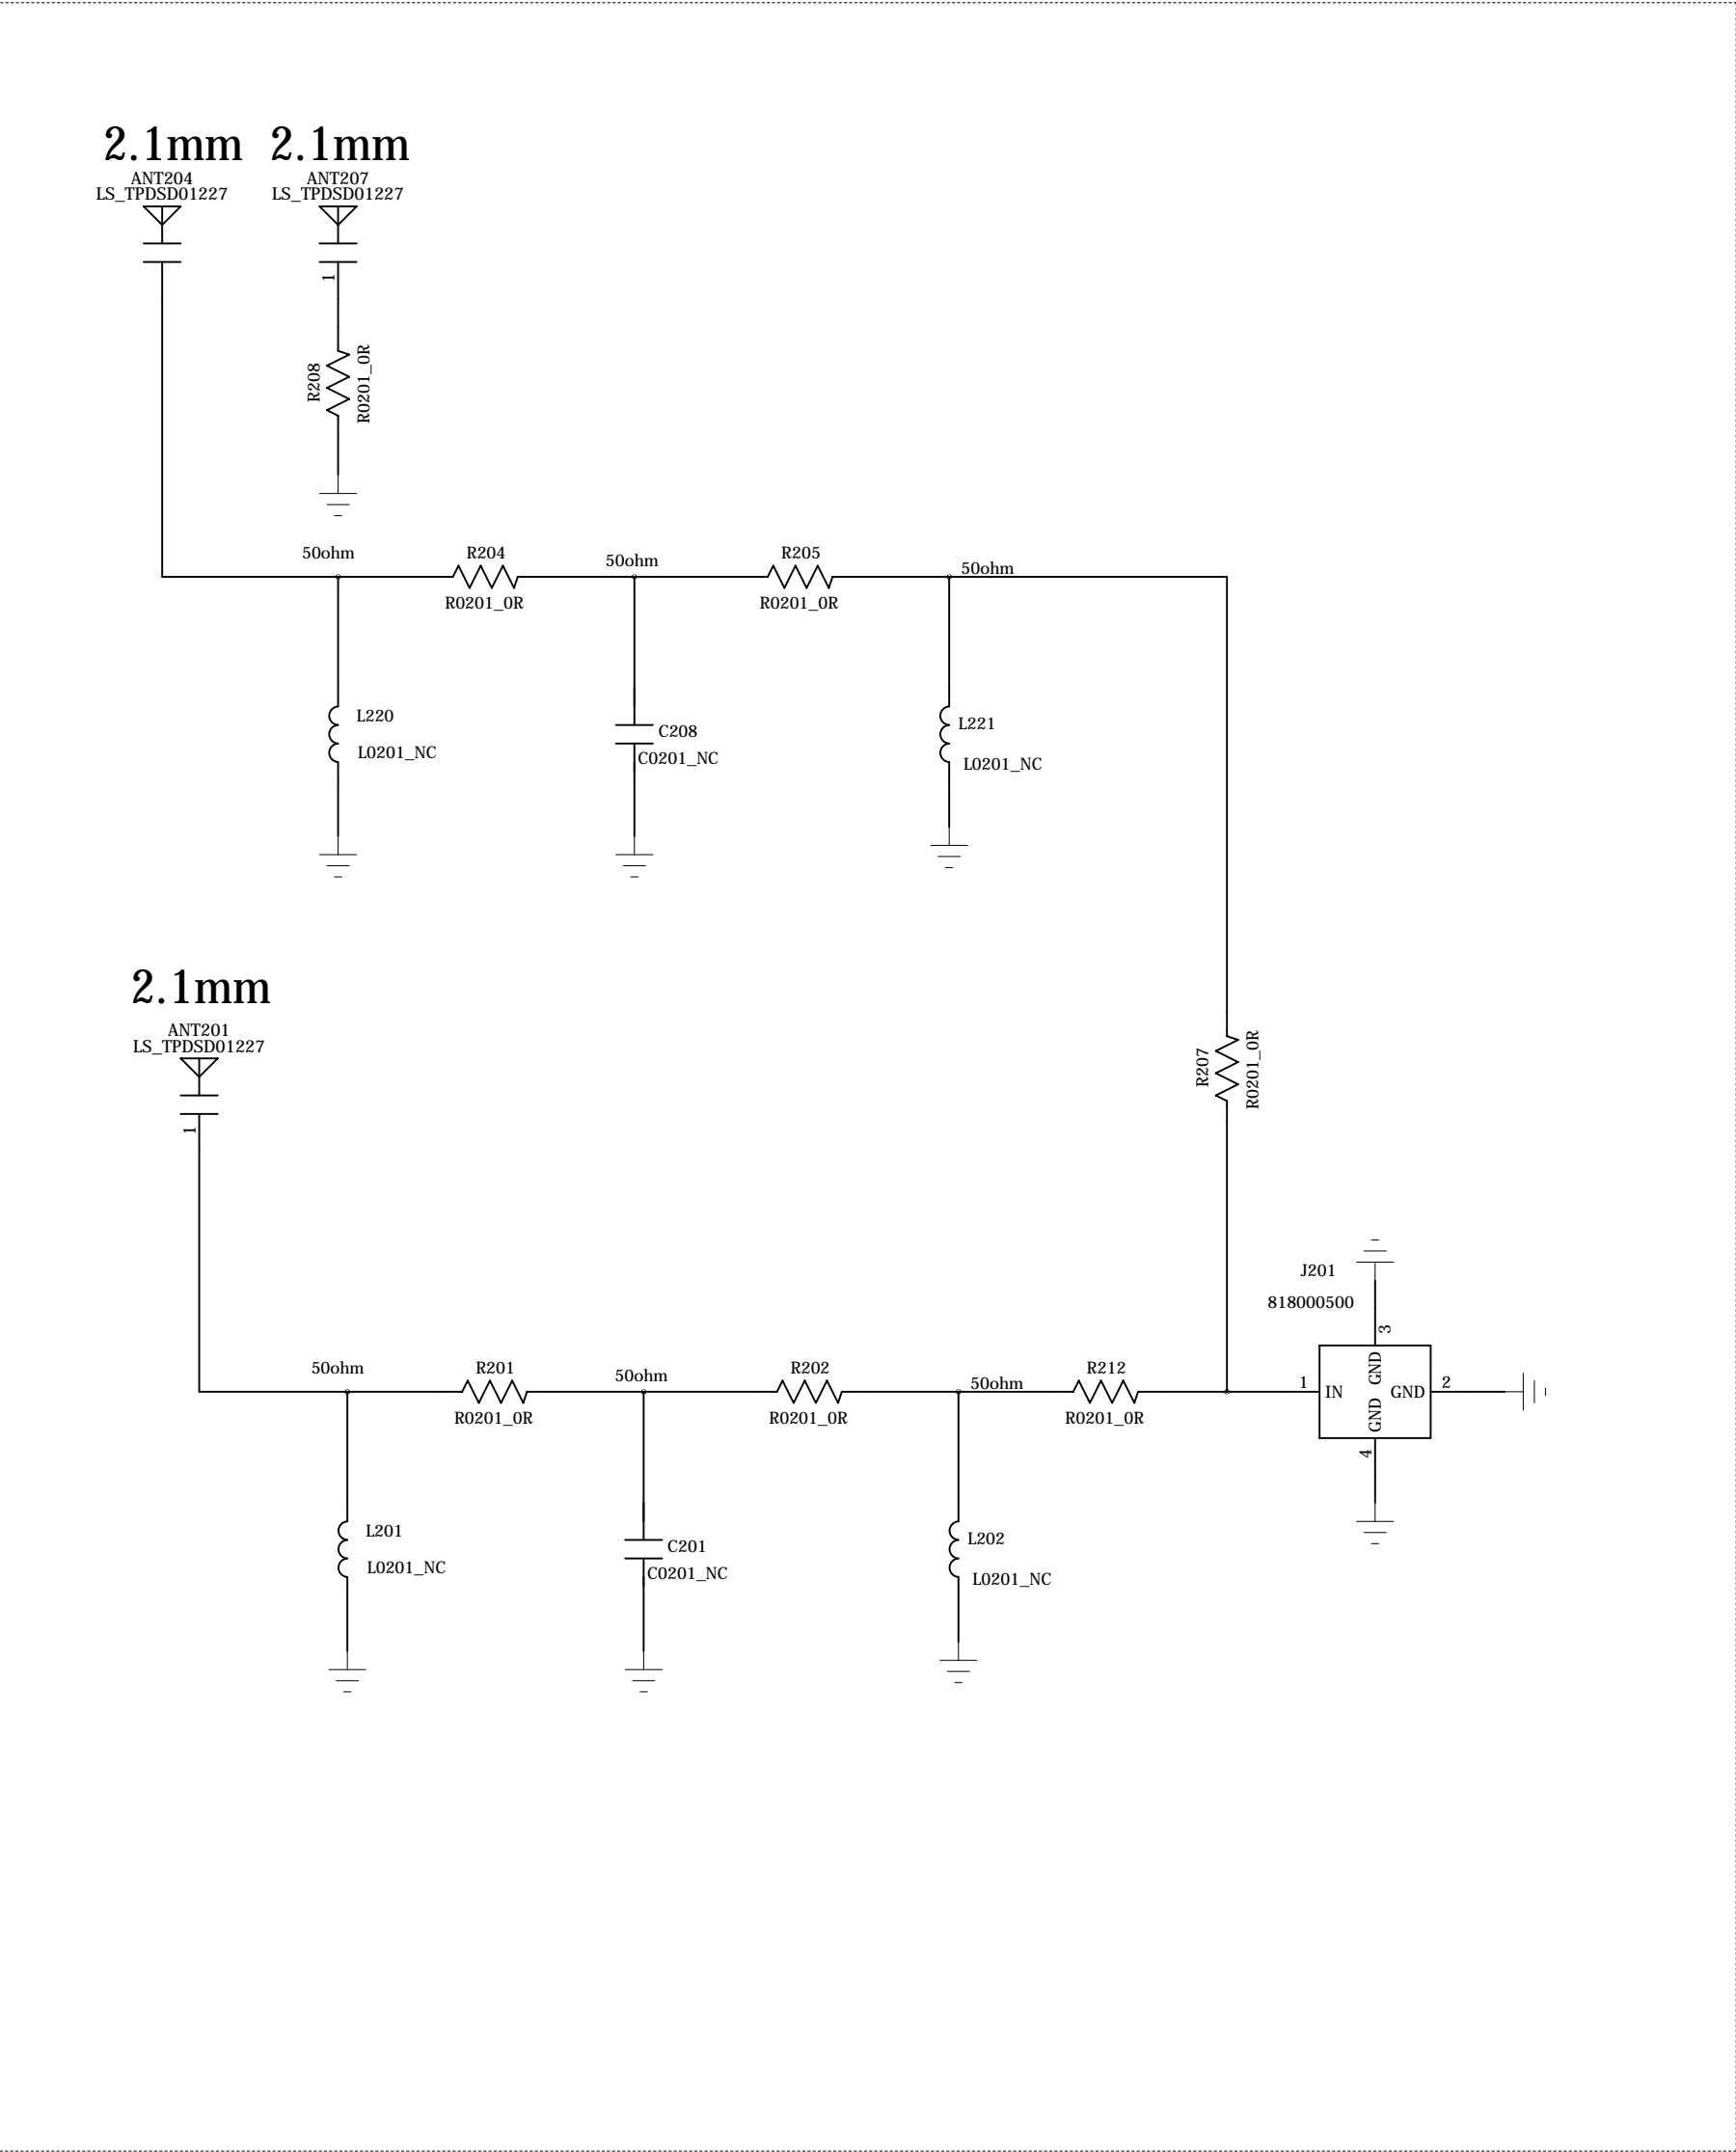 2.1mm 2.1mm
ANT204 ANT207
LS_TPDSD01227 LS_TPDSD01227
1
R208
R0201_0R
50ohm R204 50ohm R205 50ohm
R0201_0R R0201_0R
L220 C208 L221
L0201_NC C0201_NC L0201_NC
2.1mm
ANT201
LS_TPDSD01227
1
R207
R0201_0R
J201
818000500
3
50ohm R201 50ohm R202 50ohm R212
R0201_0R R0201_0R R0201_0R
1 IN GND GND GND 2
4
L201 C201 L202
L0201_NC C0201_NC L0201_NC